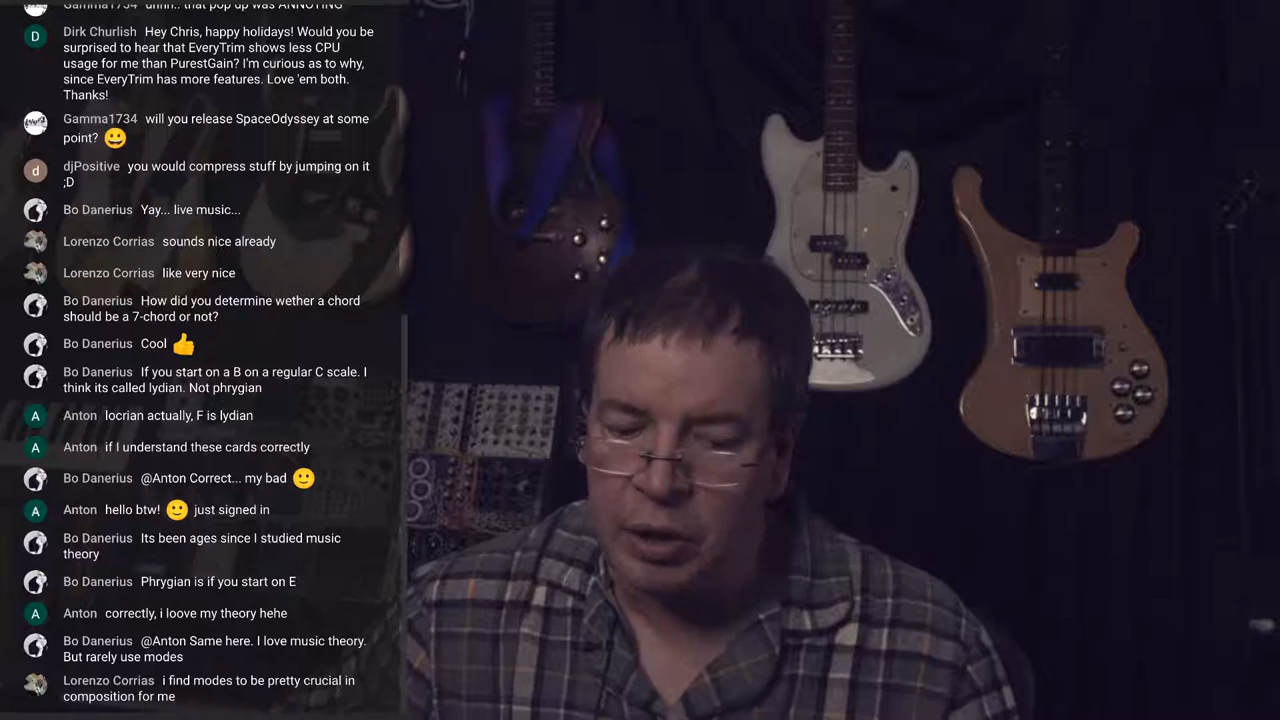 Gamma1734 uhhh.. that pop up was ANNOYING
D Dirk Churlish Hey Chris, happy holidays! Would you be
surprised to hear that EveryTrim shows less CPU
usage for me than PurestGain? I'm curious as to why,
since EveryTrim has more features. Love 'em both.
Thanks!
Gamma1734 will you release SpaceOdyssey at some
point? 😀
d djPositive you would compress stuff by jumping on it
;D
Bo Danerius Yay... live music...
Lorenzo Corrias sounds nice already
Lorenzo Corrias like very nice
Bo Danerius How did you determine wether a chord
should be a 7-chord or not?
Bo Danerius Cool 👍
Bo Danerius If you start on a B on a regular C scale. I
think its called lydian. Not phrygian
A Anton locrian actually, F is lydian
A Anton if I understand these cards correctly
Bo Danerius @Anton Correct... my bad 🙂
A Anton hello btw! 🙂 just signed in
Bo Danerius Its been ages since I studied music
theory
Bo Danerius Phrygian is if you start on E
A Anton correctly, i loove my theory hehe
Bo Danerius @Anton Same here. I love music theory.
But rarely use modes
Lorenzo Corrias i find modes to be pretty crucial in
composition for me